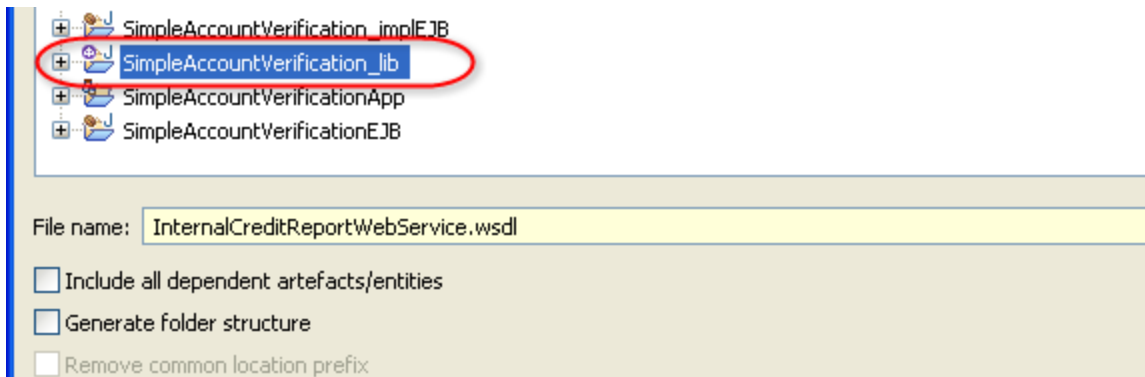 SimpleAccountVerification_implEJB
SimpleAccountVerification_lib
SimpleAccountVerificationApp
SimpleAccountVerificationEJB
File name: InternalCreditReportWebService.wsdl
Include all dependent artefacts/entities
Generate folder structure
Remove common location prefix